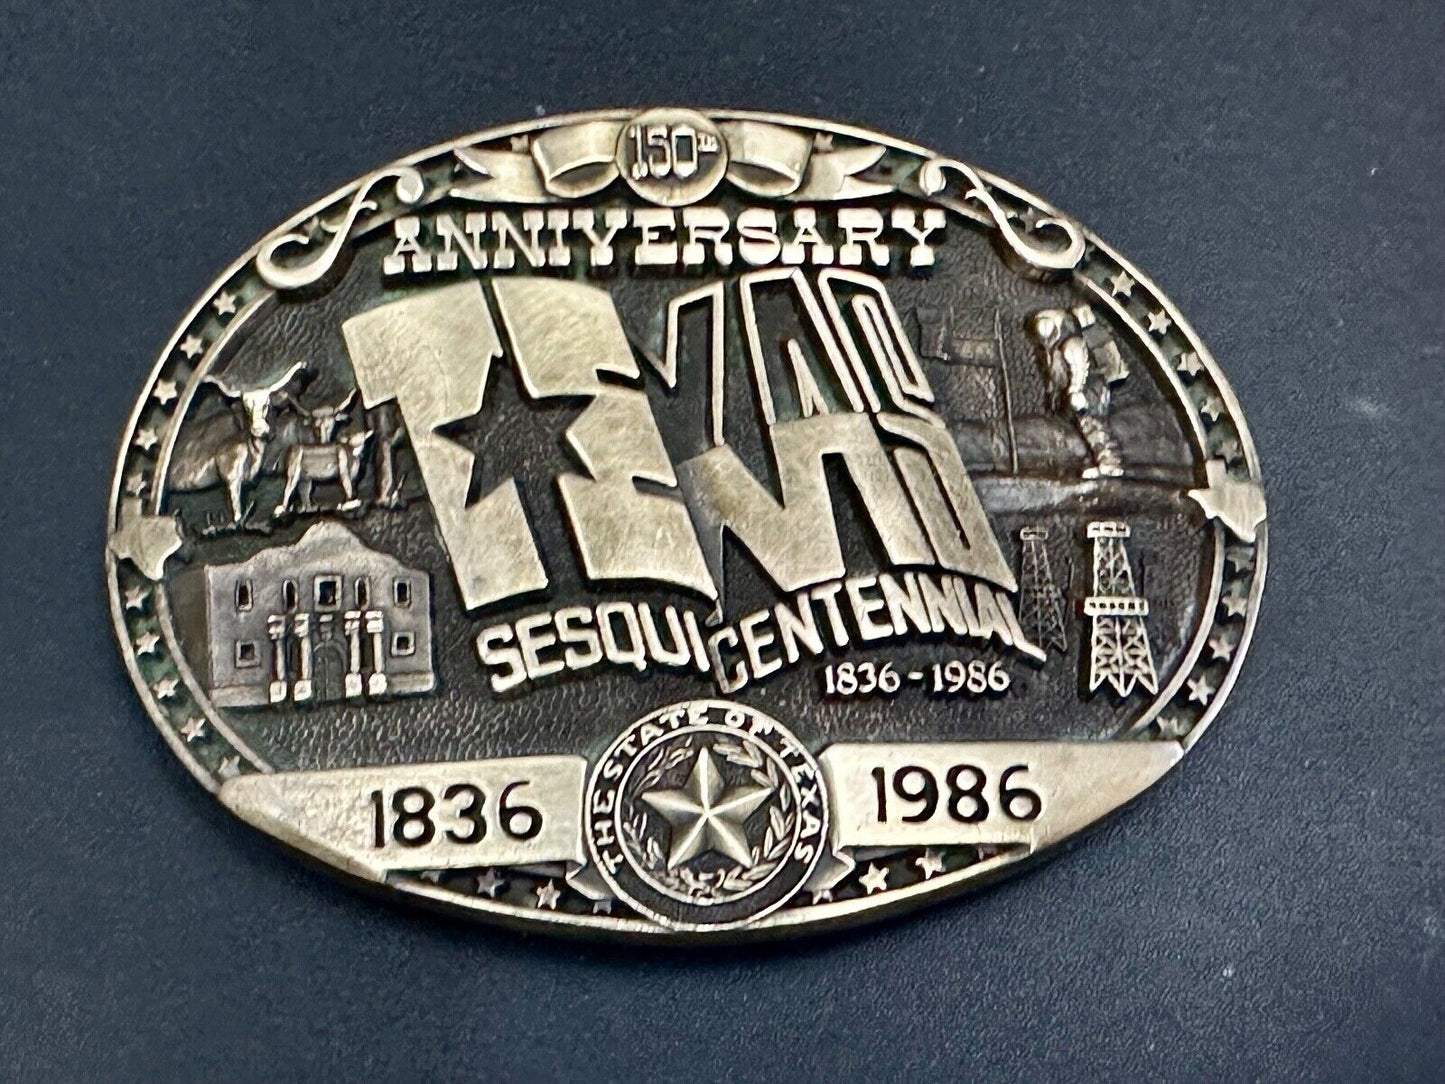 150th
ANNIVERSARY
TEXAS
SESQUICENTENNIAL
1836-1986
1836
THE STATE OF TEXAS
1986